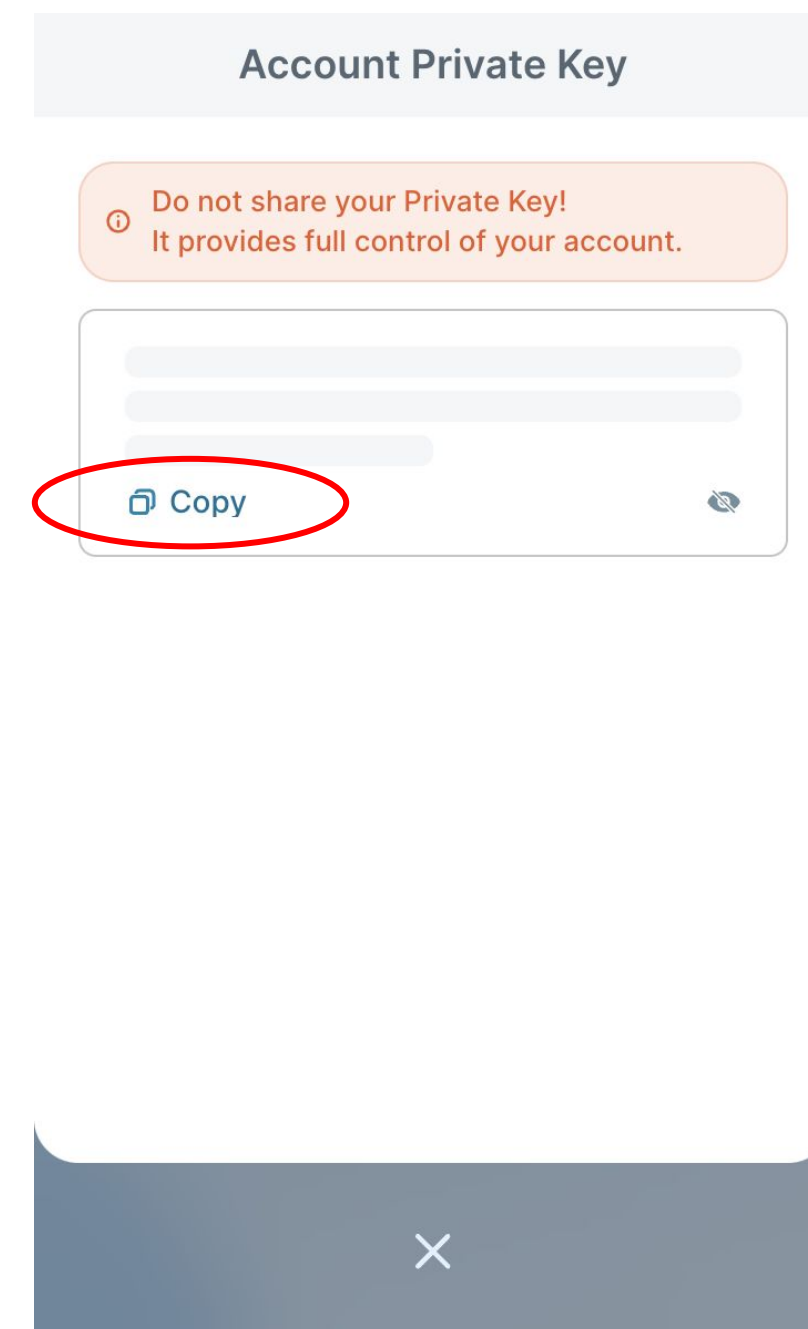 Account Private Key
Do not share your Private Key!
It provides full control of your account.
Copy